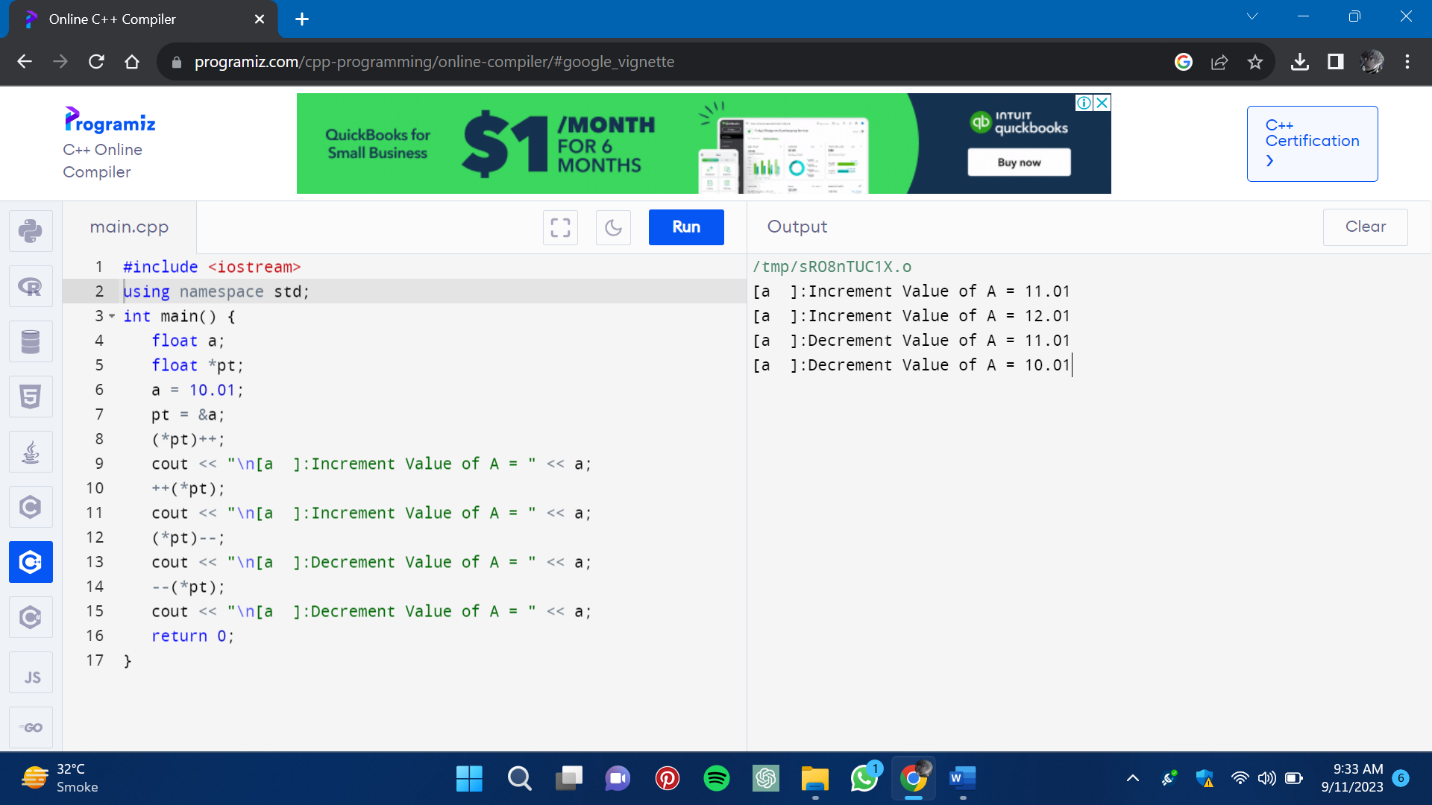 Online C++ Compiler
programiz.com/cpp-programming/online-compiler/#google_vignette
Programiz
C++ Online
Compiler
QuickBooks for
Small Business
$1
/MONTH
FOR 6
MONTHS
qb
INTUIT
quickbooks
Buy now
C++
Certification
main.cpp
Run
1 #include <iostream>
2 using namespace std;
3 int main() {
4    float a;
5    float *pt;
6    a = 10.01;
7    pt = &a;
8    (*pt)++;
9    cout << "\n[a  ]:Increment Value of A = " << a;
10    ++(*pt);
11    cout << "\n[a  ]:Increment Value of A = " << a;
12    (*pt)--;
13    cout << "\n[a  ]:Decrement Value of A = " << a;
14    --(*pt);
15    cout << "\n[a  ]:Decrement Value of A = " << a;
16    return 0;
17 }
Output
Clear
/tmp/sRO8nTUC1X.o
[a  ]:Increment Value of A = 11.01
[a  ]:Increment Value of A = 12.01
[a  ]:Decrement Value of A = 11.01
[a  ]:Decrement Value of A = 10.01
JS
GO
32°C
Smoke
1
W
9:33 AM
9/11/2023
6